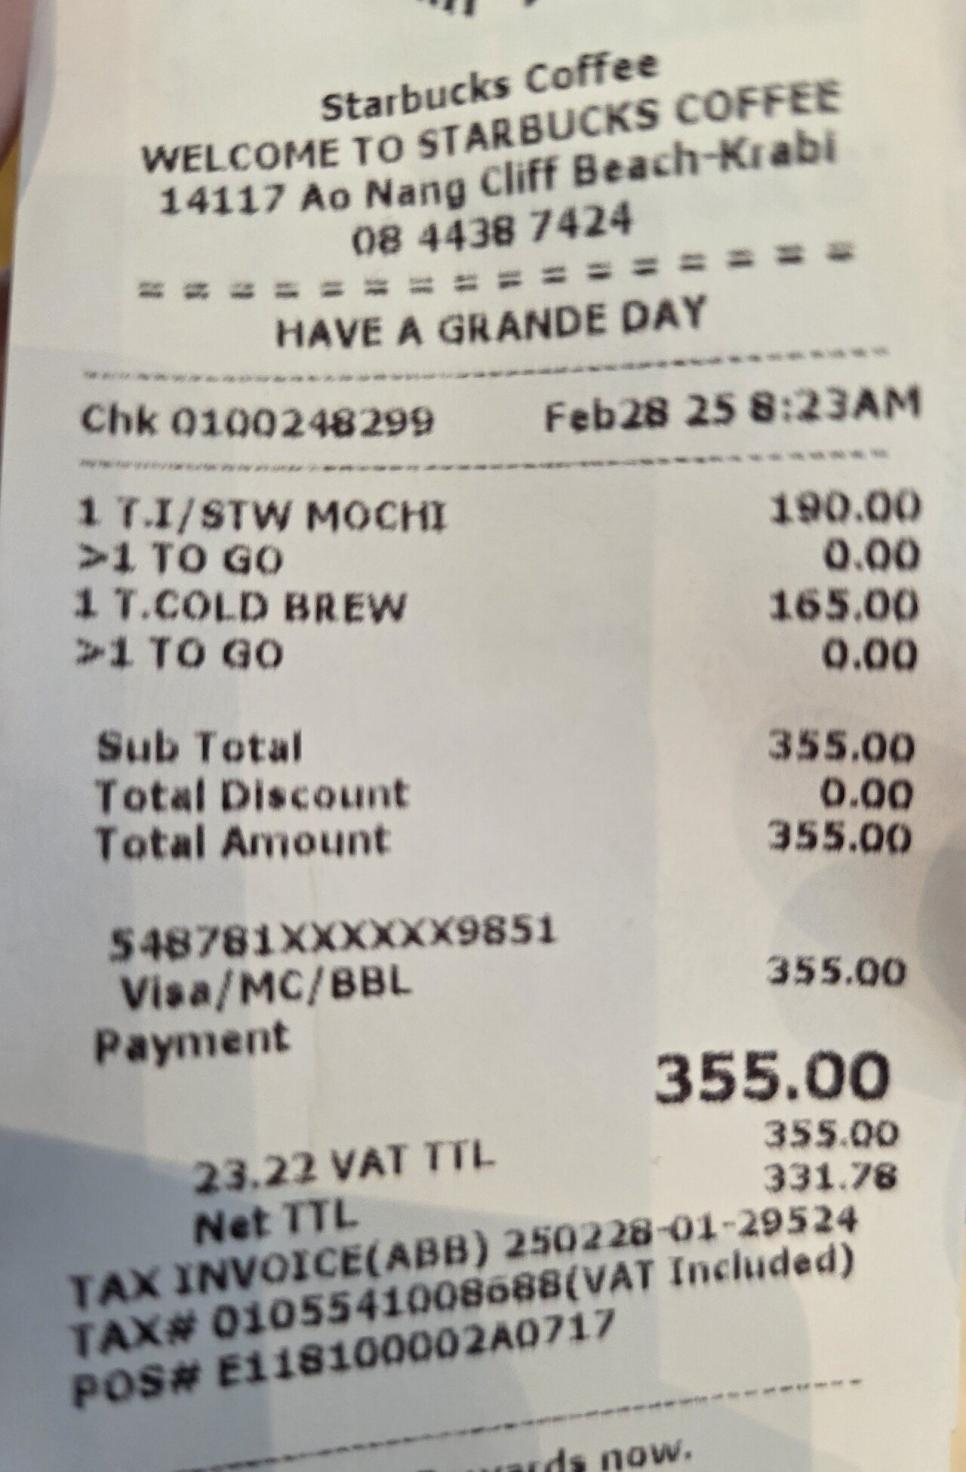 Starbucks Coffee
WELCOME TO STARBUCKS COFFEE
14117 Ao Nang Cliff Beach-Krabi
08 4438 7424
= = = = = = = = = = = = = = = =
HAVE A GRANDE DAY
Chk 0100248299 Feb28 25 8:23AM
1 T.I/STW MOCHI 190.00
>1 TO GO 0.00
1 T.COLD BREW 165.00
>1 TO GO 0.00
Sub Total 355.00
Total Discount 0.00
Total Amount 355.00
548781XXXXXX9851
Visa/MC/BBL 355.00
Payment
355.00
23.22 VAT TTL 355.00
Net TTL 331.78
TAX INVOICE(ABB) 250228-01-29524
TAX# 0105541008688(VAT Included)
POS# E118100002A0717
now.